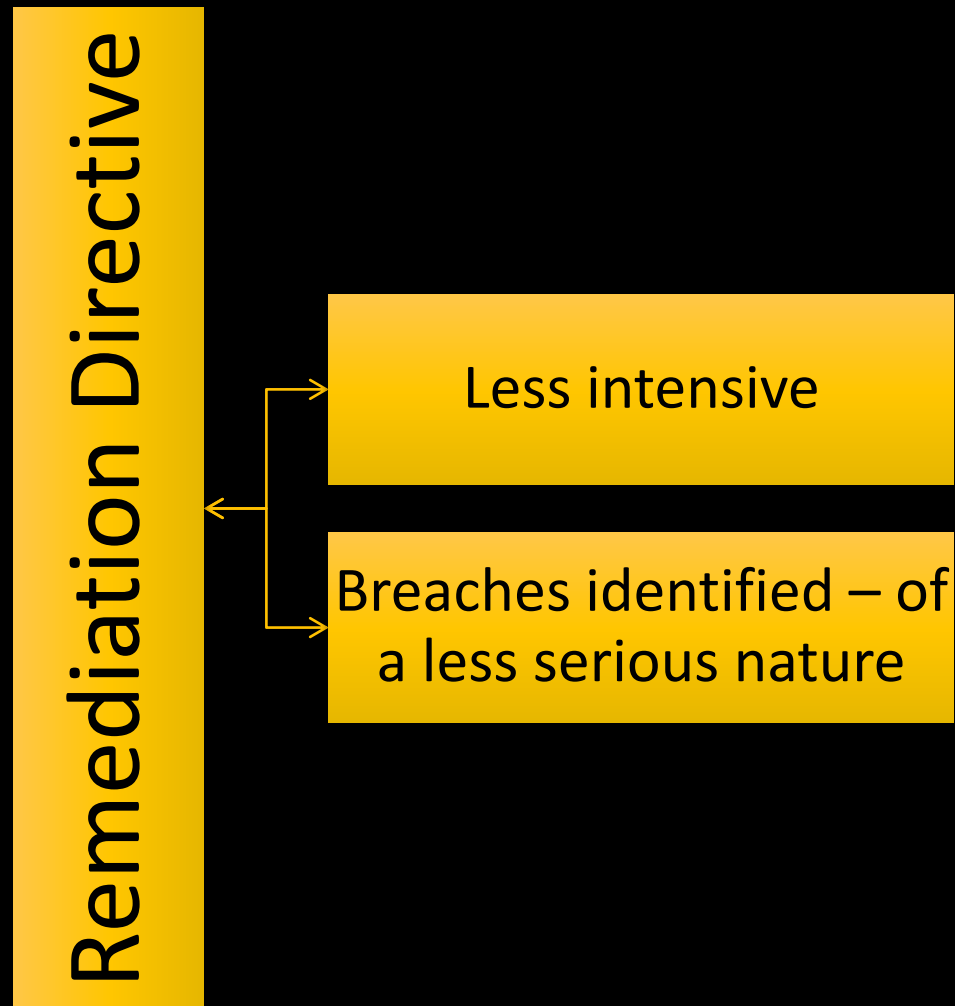 Remediation Directive
Less intensive
Breaches identified – of
a less serious nature